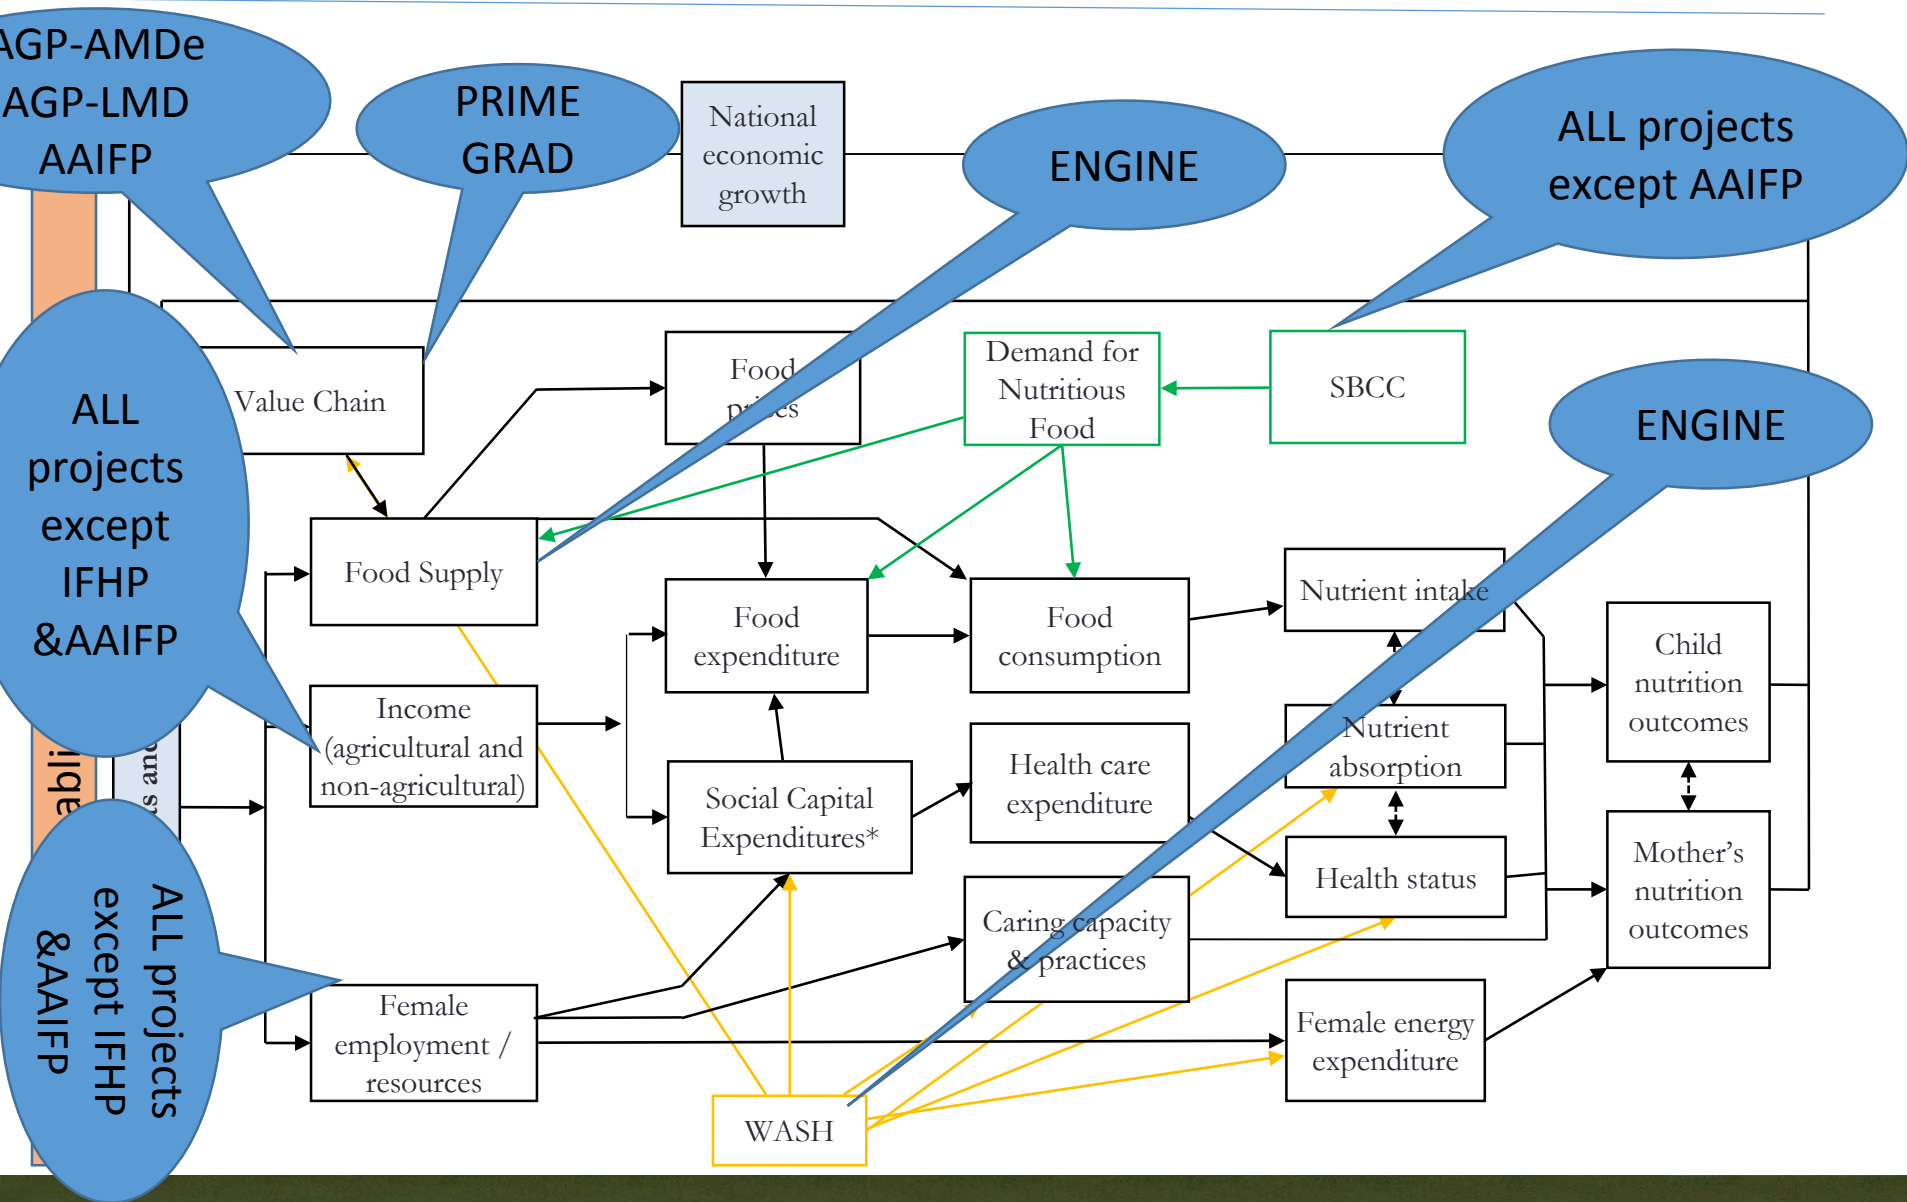 AGP-AMDe
AGP-LMD
AAIFP
PRIME
GRAD
National
economic
growth
ENGINE
ALL projects
except AAIFP
Value Chain
Food
prices
Demand for
Nutritious
Food
SBCC
ENGINE
ALL
projects
except
IFHP
&AAIFP
Food Supply
Food
expenditure
Food
consumption
Nutrient intake
Child
nutrition
outcomes
Income
(agricultural and
non-agricultural)
Social Capital
Expenditures*
Health care
expenditure
Nutrient
absorption
Health status
Mother's
nutrition
outcomes
Caring capacity
& practices
ALL projects
except IFHP
&AAIFP
Female
employment /
resources
Female energy
expenditure
WASH